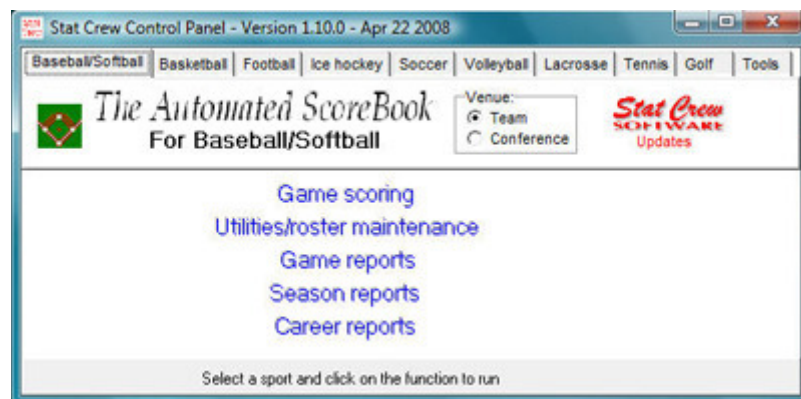 Stat Crew Control Panel - Version 1.10.0 - Apr 22 2008
Baseball/Softball Basketball Football Ice hockey Soccer Volleyball Lacrosse Tennis Golf Tools
The Automated ScoreBook
For Baseball/Softball
Venue:
Team
Conference
Stat Crew
SOFTWARE
Updates
Game scoring
Utilities/roster maintenance
Game reports
Season reports
Career reports
Select a sport and click on the function to run